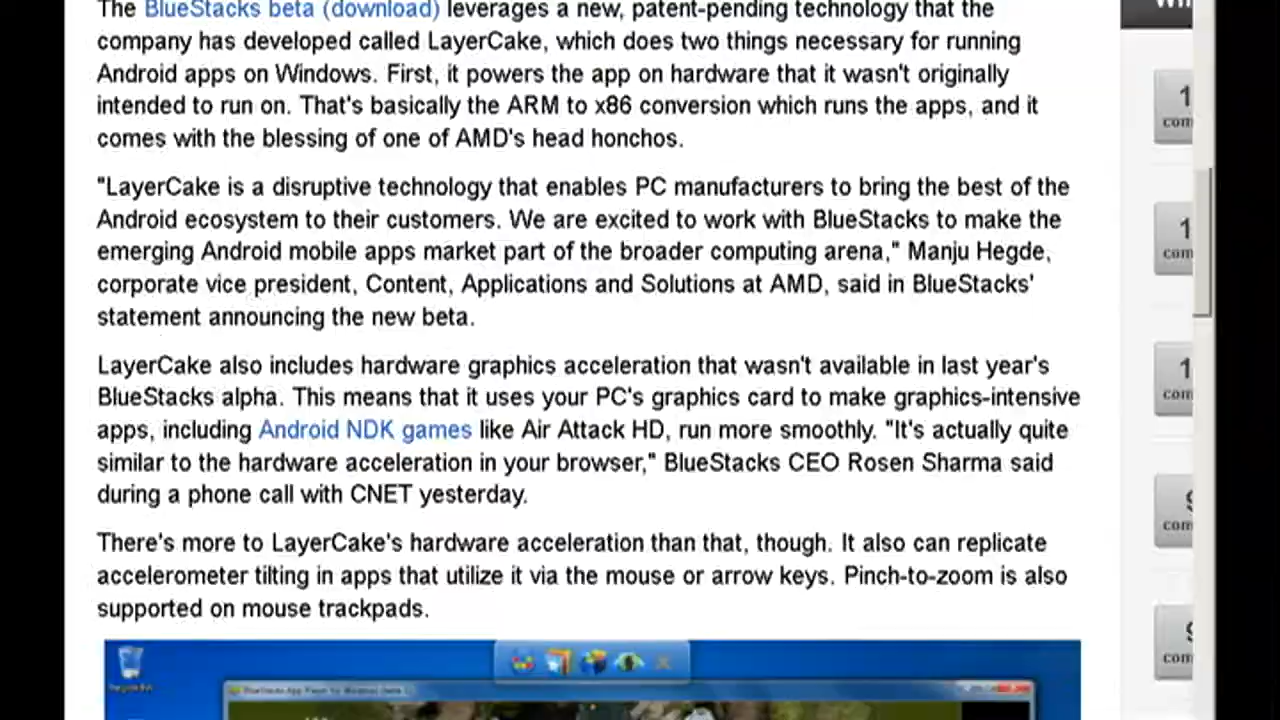 The BlueStacks beta (download) leverages a new, patent-pending technology that the
company has developed called LayerCake, which does two things necessary for running
Android apps on Windows. First, it powers the app on hardware that it wasn't originally
intended to run on. That's basically the ARM to x86 conversion which runs the apps, and it
comes with the blessing of one of AMD's head honchos.
"LayerCake is a disruptive technology that enables PC manufacturers to bring the best of the
Android ecosystem to their customers. We are excited to work with BlueStacks to make the
emerging Android mobile apps market part of the broader computing arena," Manju Hegde,
corporate vice president, Content, Applications and Solutions at AMD, said in BlueStacks'
statement announcing the new beta.
LayerCake also includes hardware graphics acceleration that wasn't available in last year's
BlueStacks alpha. This means that it uses your PC's graphics card to make graphics-intensive
apps, including Android NDK games like Air Attack HD, run more smoothly. "It's actually quite
similar to the hardware acceleration in your browser," BlueStacks CEO Rosen Sharma said
during a phone call with CNET yesterday.
There's more to LayerCake's hardware acceleration than that, though. It also can replicate
accelerometer tilting in apps that utilize it via the mouse or arrow keys. Pinch-to-zoom is also
supported on mouse trackpads.
1
com
1
com
1
com
com
com